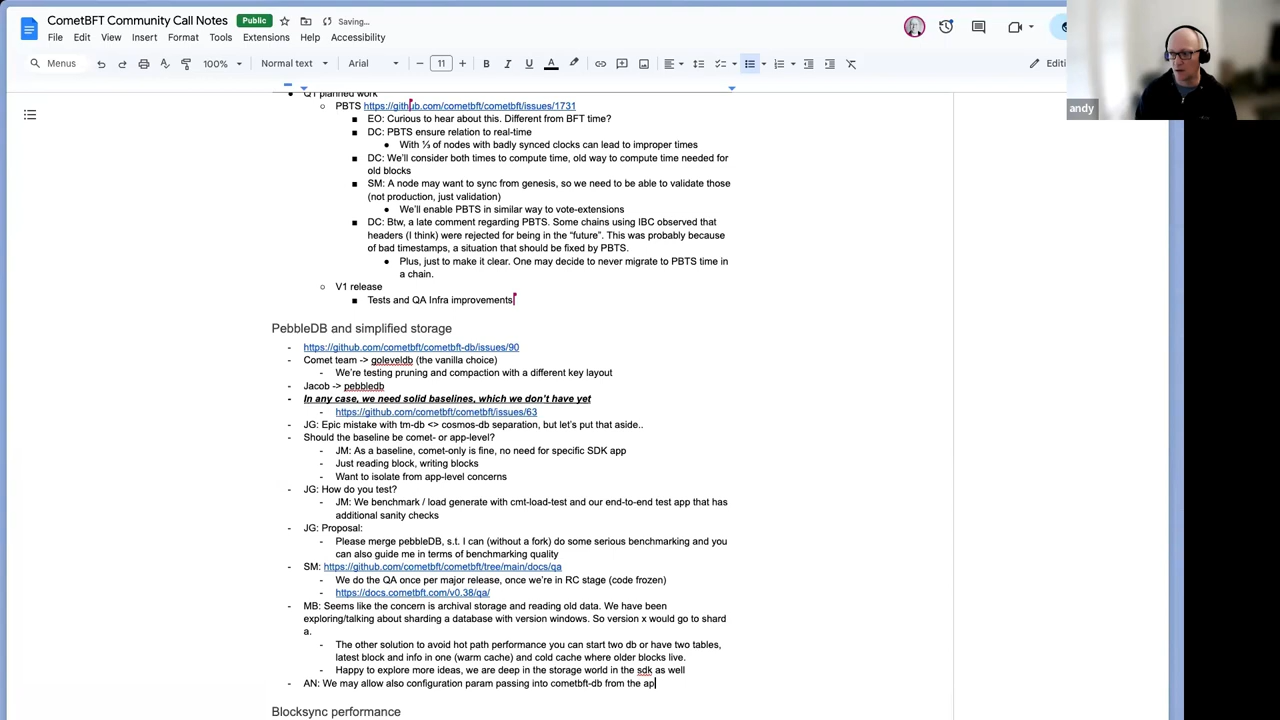 CometBFT Community Call Notes
Public
Saving...
File Edit View Insert Format Tools Extensions Help Accessibility
Menus
100%
Normal text
Arial
11
B I U A
Editi
andy
Q1 planned work
PBTS https://github.com/cometbft/cometbft/issues/1731
EO: Curious to hear about this. Different from BFT time?
DC: PBTS ensure relation to real-time
With ⅓ of nodes with badly synced clocks can lead to improper times
DC: We'll consider both times to compute time, old way to compute time needed for
old blocks
SM: A node may want to sync from genesis, so we need to be able to validate those
(not production, just validation)
We'll enable PBTS in similar way to vote-extensions
DC: Btw, a late comment regarding PBTS. Some chains using IBC observed that
headers (I think) were rejected for being in the "future". This was probably because
of bad timestamps, a situation that should be fixed by PBTS.
Plus, just to make it clear. One may decide to never migrate to PBTS time in
a chain.
V1 release
Tests and QA Infra improvements
PebbleDB and simplified storage
- https://github.com/cometbft/cometbft-db/issues/90
- Comet team -> goleveldb (the vanilla choice)
- We're testing pruning and compaction with a different key layout
- Jacob -> pebbledb
- In any case, we need solid baselines, which we don't have yet
- https://github.com/cometbft/cometbft/issues/63
- JG: Epic mistake with tm-db <> cosmos-db separation, but let's put that aside..
- Should the baseline be comet- or app-level?
- JM: As a baseline, comet-only is fine, no need for specific SDK app
- Just reading block, writing blocks
- Want to isolate from app-level concerns
- JG: How do you test?
- JM: We benchmark / load generate with cmt-load-test and our end-to-end test app that has
additional sanity checks
- JG: Proposal:
- Please merge pebbleDB, s.t. I can (without a fork) do some serious benchmarking and you
can also guide me in terms of benchmarking quality
- SM: https://github.com/cometbft/cometbft/tree/main/docs/qa
- We do the QA once per major release, once we're in RC stage (code frozen)
- https://docs.cometbft.com/v0.38/qa/
- MB: Seems like the concern is archival storage and reading old data. We have been
exploring/talking about sharding a database with version windows. So version x would go to shard
a.
- The other solution to avoid hot path performance you can start two db or have two tables,
latest block and info in one (warm cache) and cold cache where older blocks live.
- Happy to explore more ideas, we are deep in the storage world in the sdk as well
- AN: We may allow also configuration param passing into cometbft-db from the ap
Blocksync performance